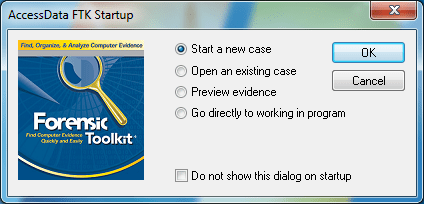 AccessData FTK Startup
Find, Organize, & Analyze Computer Evidence
Forensic
Find Computer Evidence
Quickly and Easily
Toolkit
Start a new case
Open an existing case
Preview evidence
Go directly to working in program
Do not show this dialog on startup
OK
Cancel